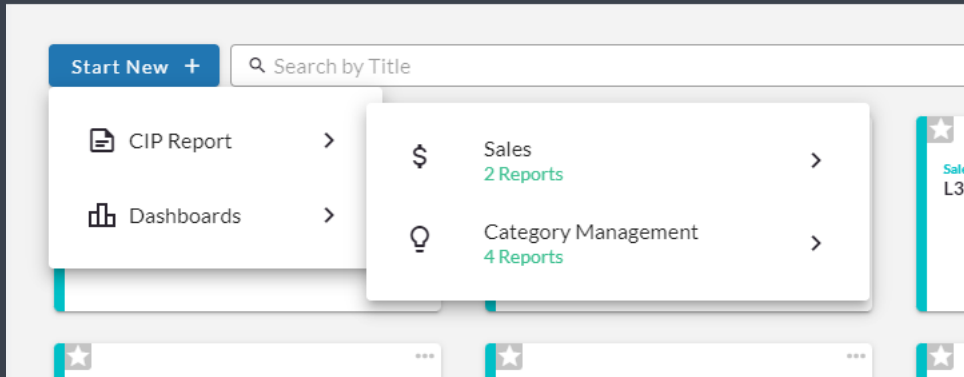 Start New +
Search by Title
CIP Report
Dashboards
Sales
2 Reports
Category Management
4 Reports
L3